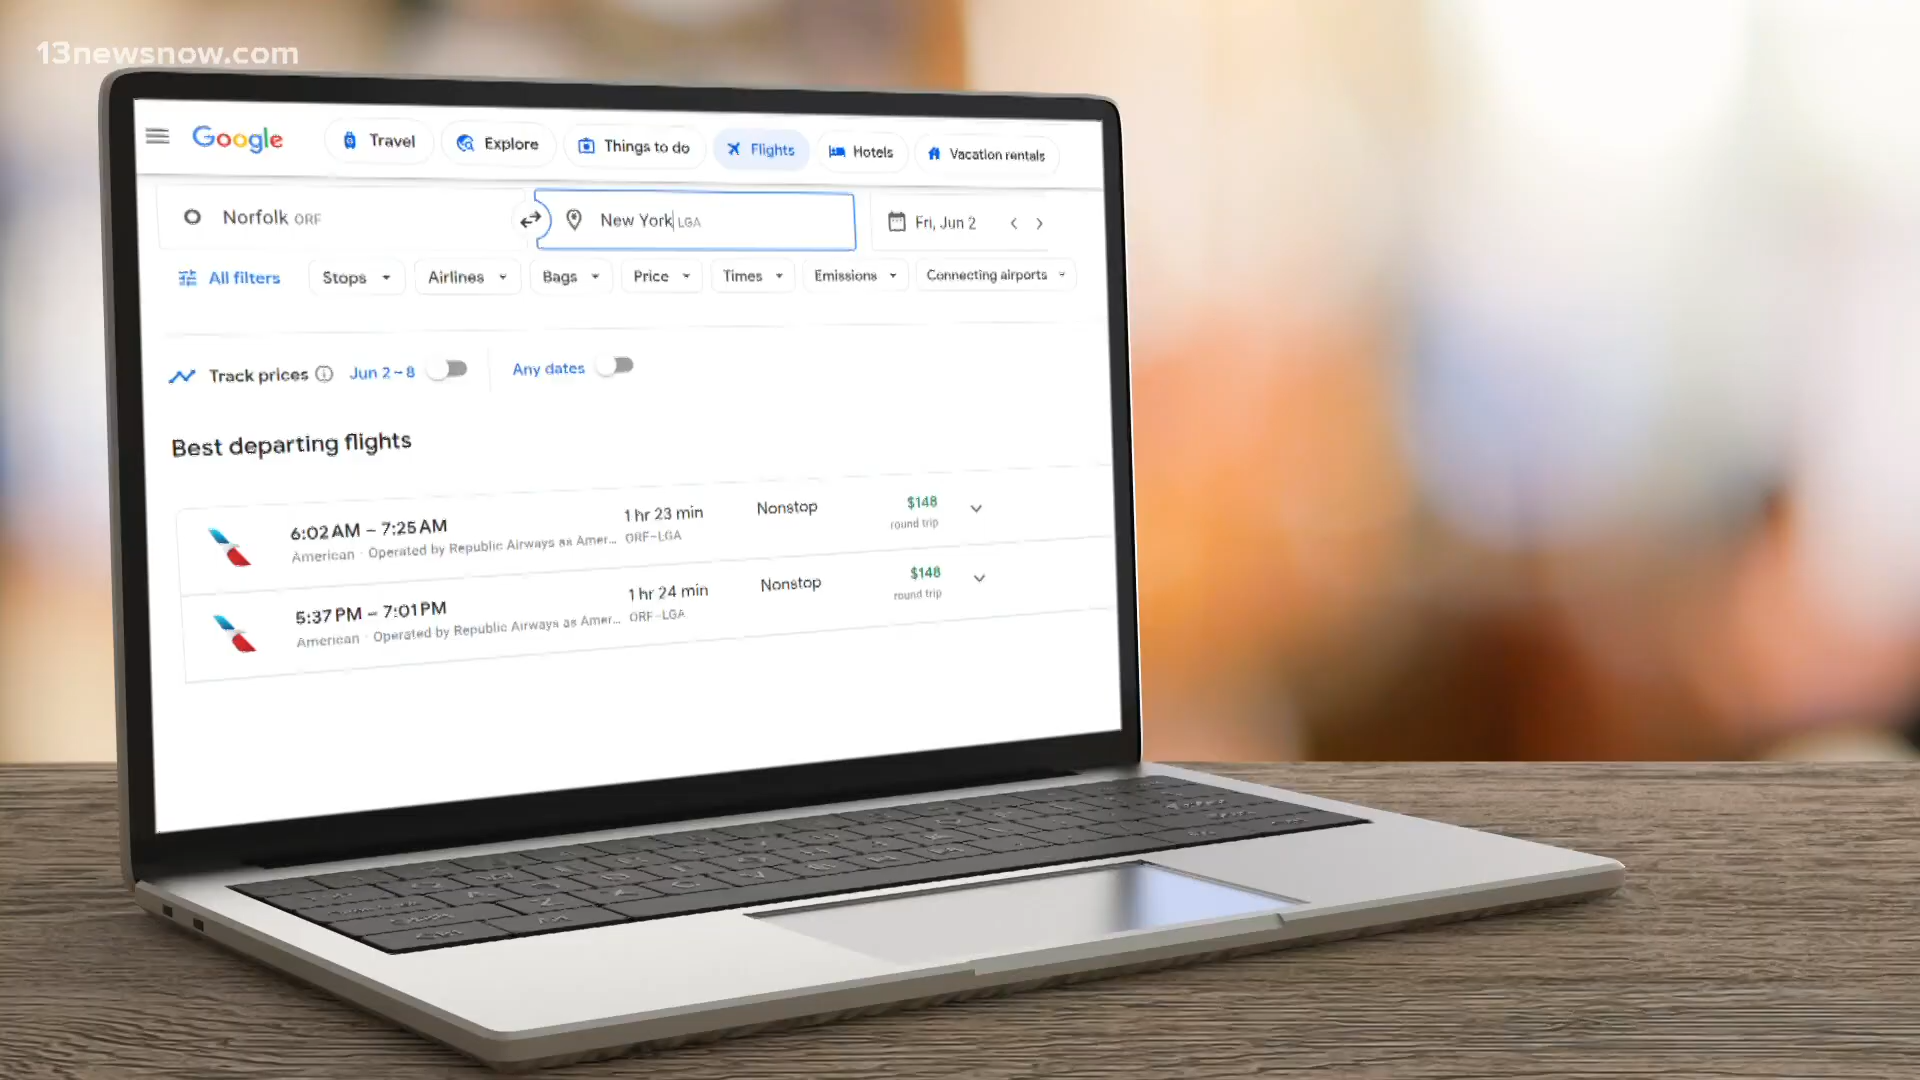 13newsnow.com
Google Travel Explore Things to do Flights Hotels Vacation rentals
Norfolk ORF New York LGA Fri, Jun 2
All filters Stops Airlines Bags Price Times Emissions Connecting airports
Track prices Jun 2 – 8 Any dates
Best departing flights
6:02 AM – 7:25 AM 1 hr 23 min Nonstop $148
American · Operated by Republic Airways as Amer... ORF–LGA round trip
5:37 PM – 7:01 PM 1 hr 24 min Nonstop $148
American · Operated by Republic Airways as Amer... ORF–LGA round trip